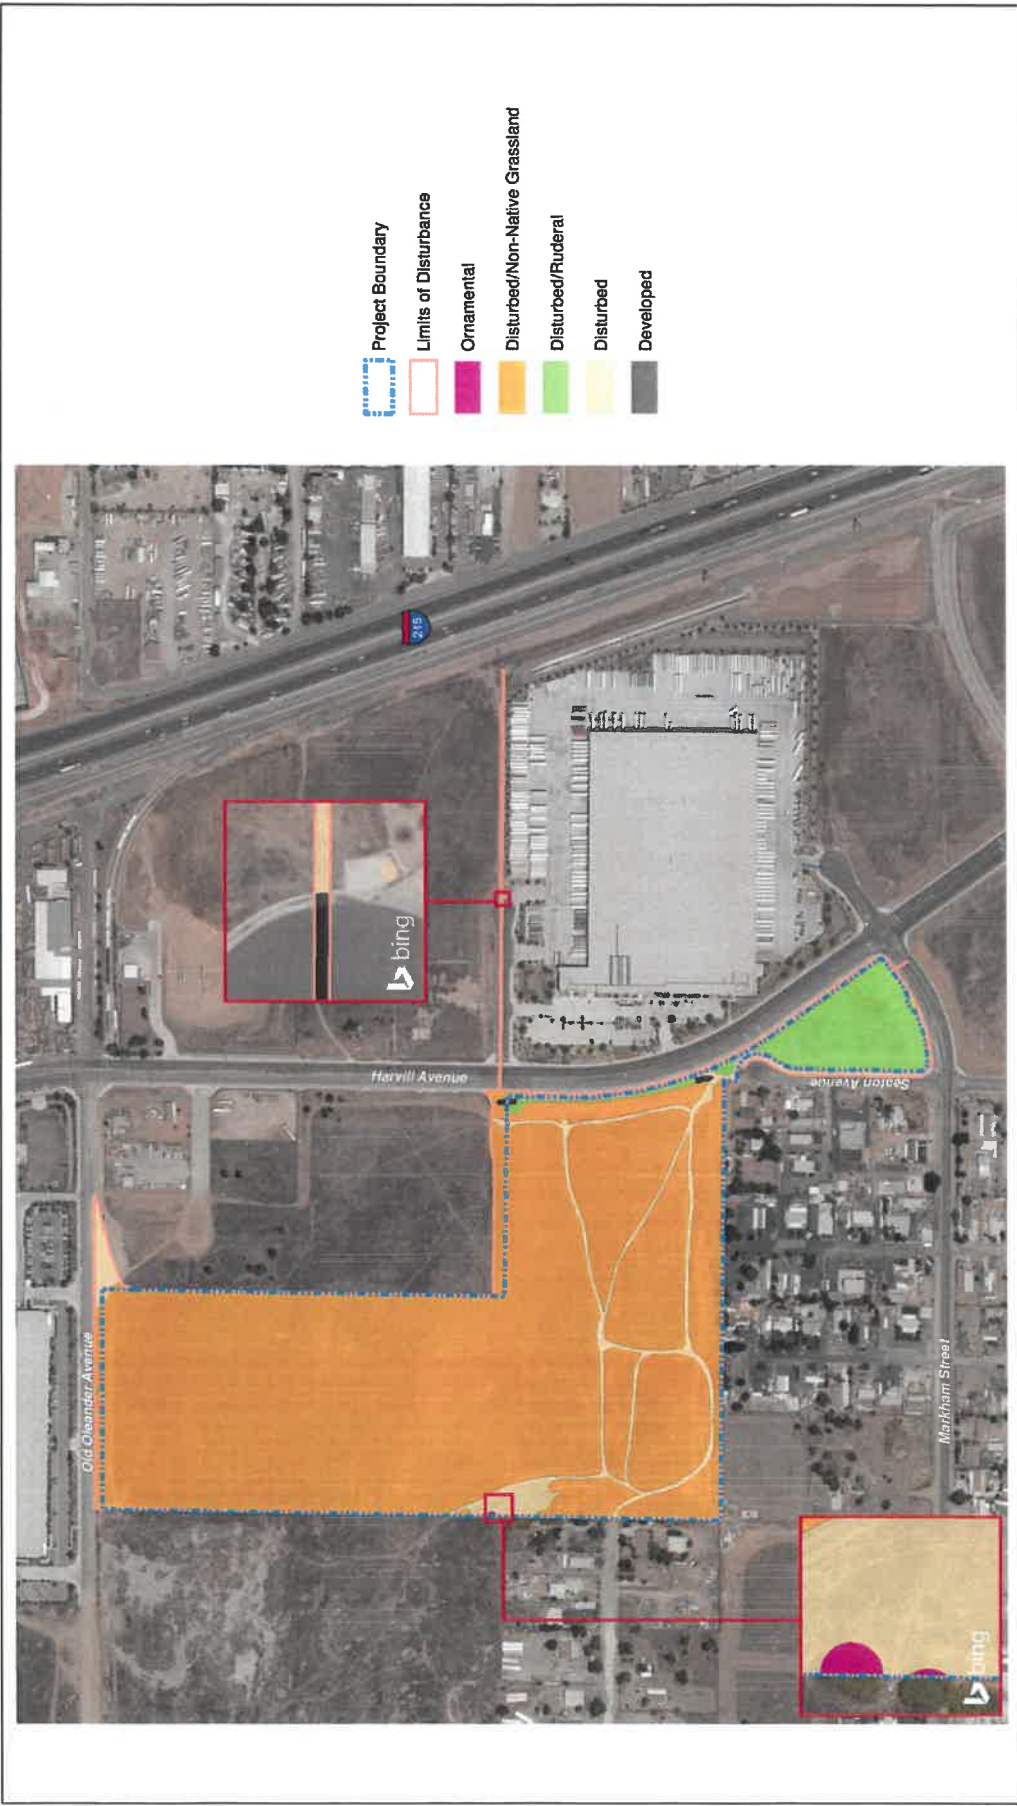 Project Boundary
Limits of Disturbance
Ornamental
Disturbed/Non-Native Grassland
Disturbed/Ruderal
Disturbed
Developed
Old Oleander Avenue
Harvill Avenue
215
bing
Seaton Avenue
Markham Street
bing